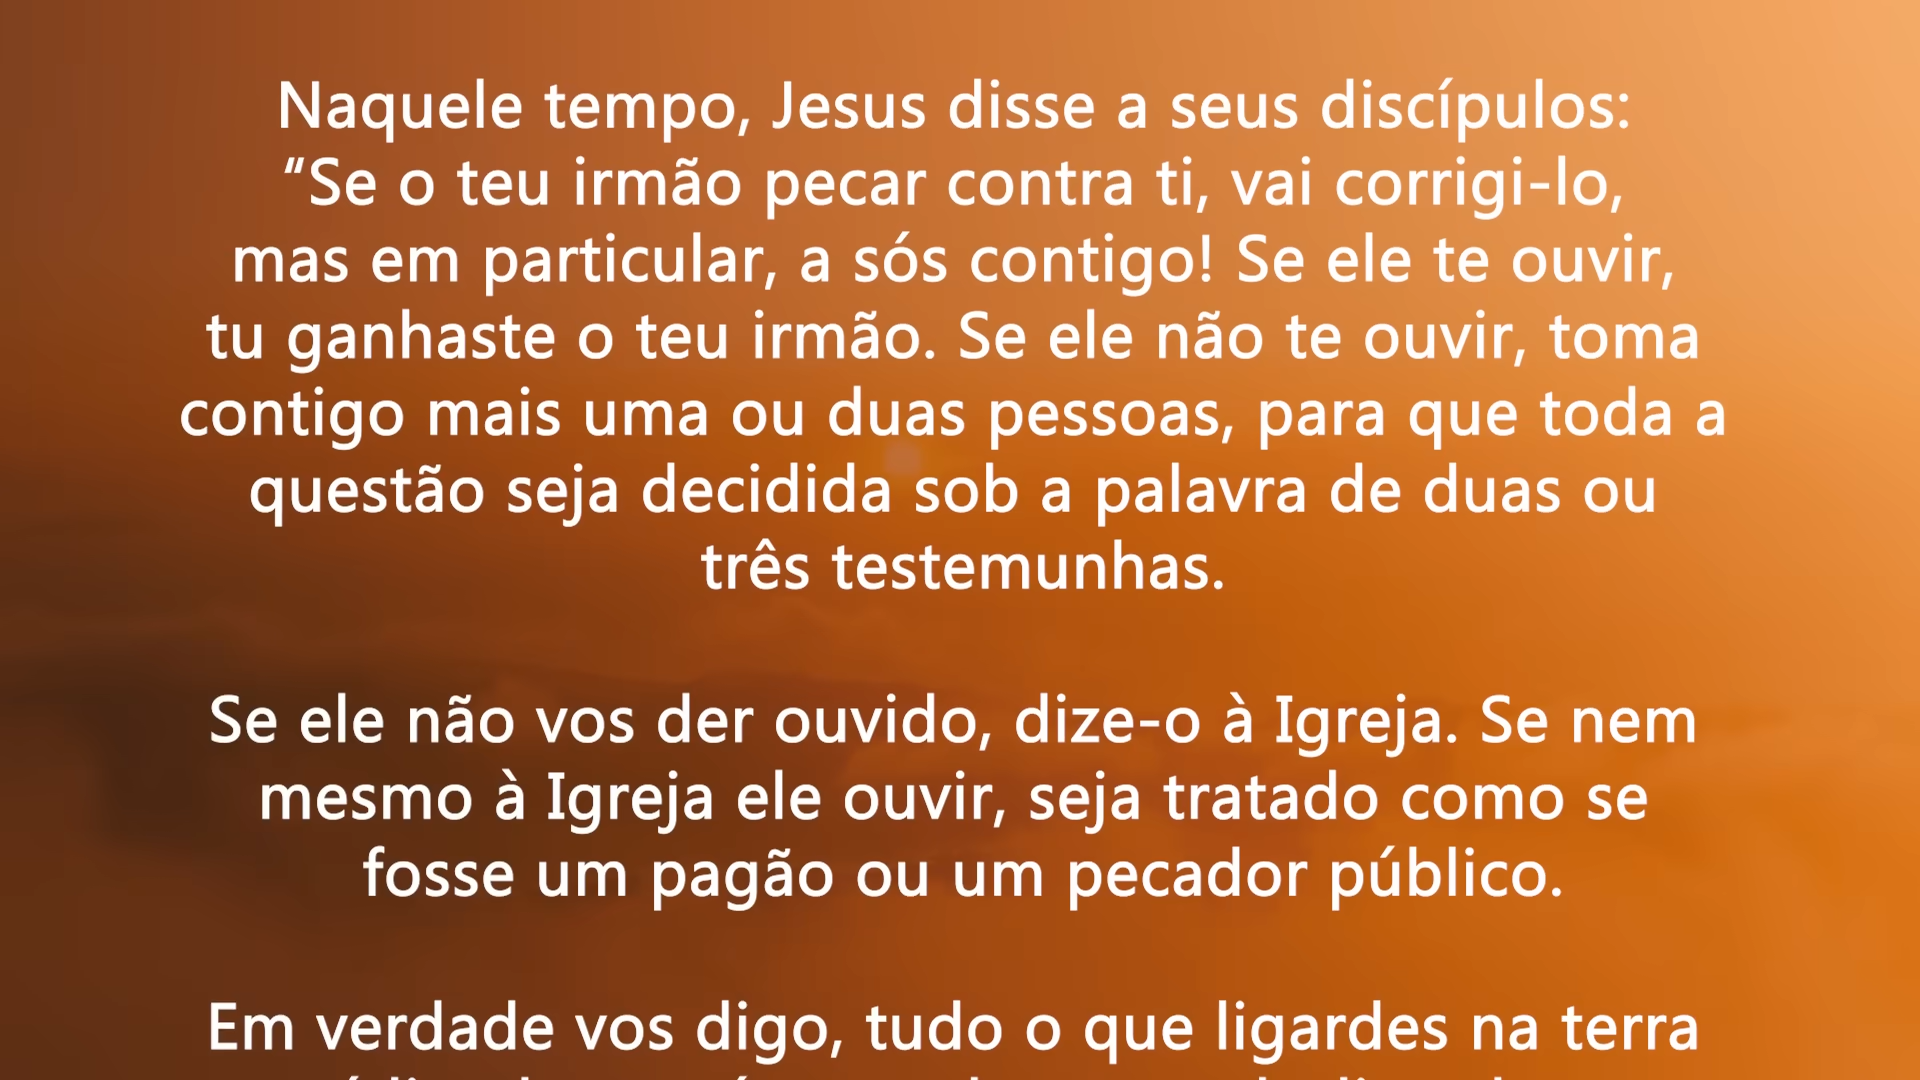 Naquele tempo, Jesus disse a seus discípulos:
“Se o teu irmão pecar contra ti, vai corrigi-lo,
mas em particular, a sós contigo! Se ele te ouvir,
tu ganhaste o teu irmão. Se ele não te ouvir, toma
contigo mais uma ou duas pessoas, para que toda a
questão seja decidida sob a palavra de duas ou
três testemunhas.
Se ele não vos der ouvido, dize-o à Igreja. Se nem
mesmo à Igreja ele ouvir, seja tratado como se
fosse um pagão ou um pecador público.
Em verdade vos digo, tudo o que ligardes na terra